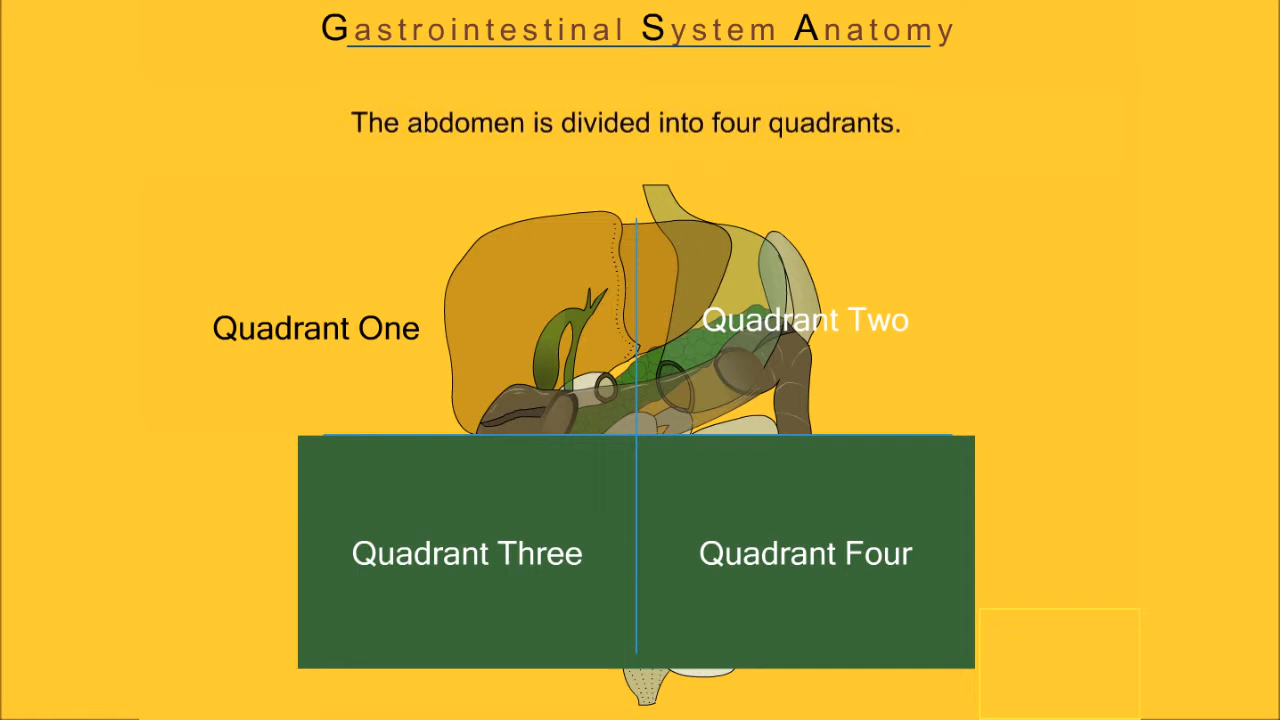 Gastrointestinal System Anatomy
The abdomen is divided into four quadrants.
Quadrant One
Quadrant Two
Quadrant Three
Quadrant Four